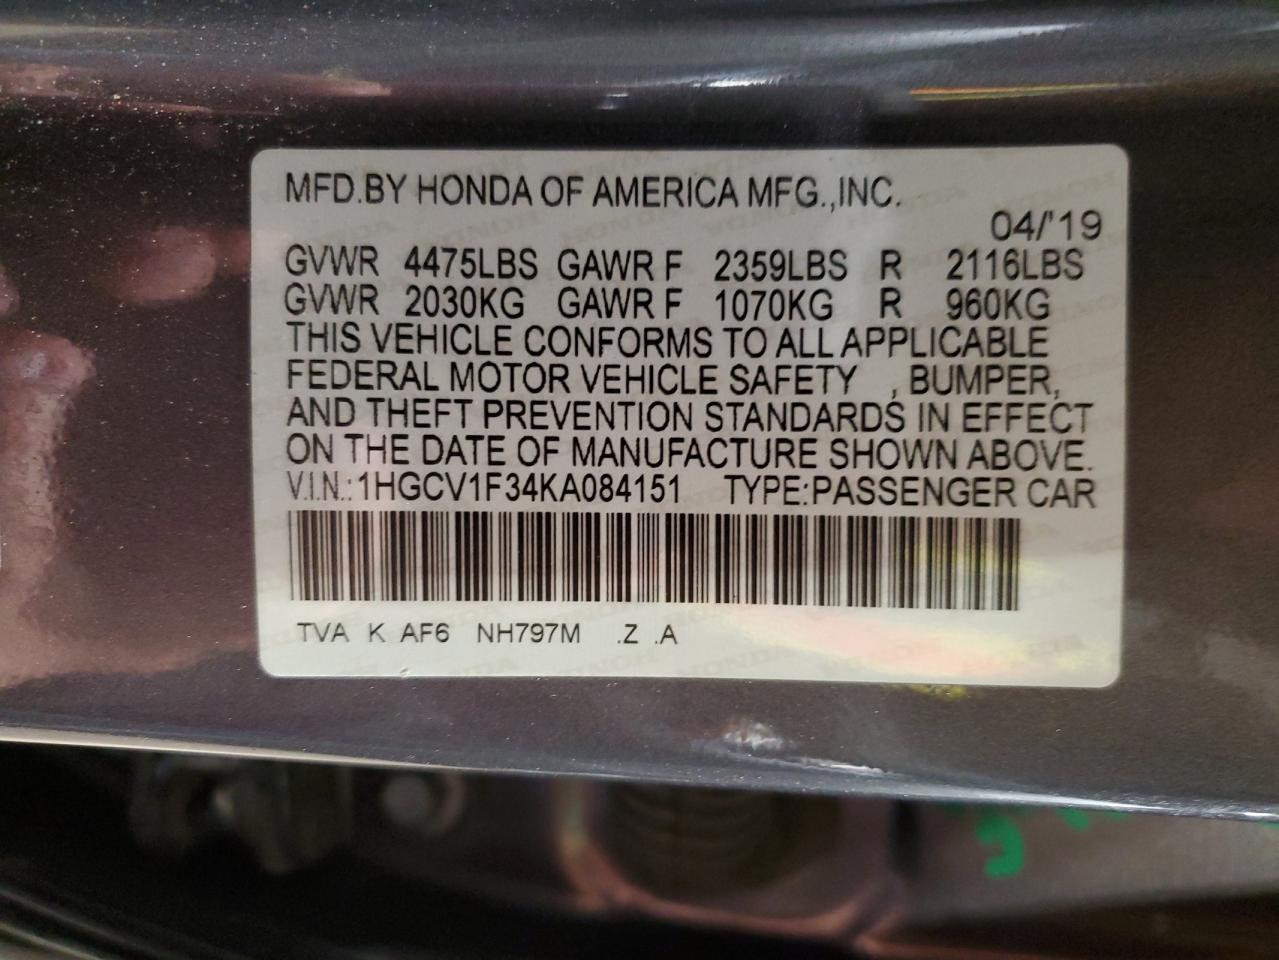 MFD.BY HONDA OF AMERICA MFG.,INC.
04/'19
GVWR 4475LBS GAWR F 2359LBS R 2116LBS
GVWR 2030KG GAWR F 1070KG R 960KG
THIS VEHICLE CONFORMS TO ALL APPLICABLE
FEDERAL MOTOR VEHICLE SAFETY , BUMPER,
AND THEFT PREVENTION STANDARDS IN EFFECT
ON THE DATE OF MANUFACTURE SHOWN ABOVE.
V.I.N.:1HGCV1F34KA084151 TYPE:PASSENGER CAR
TVA K AF6 NH797M .Z .A